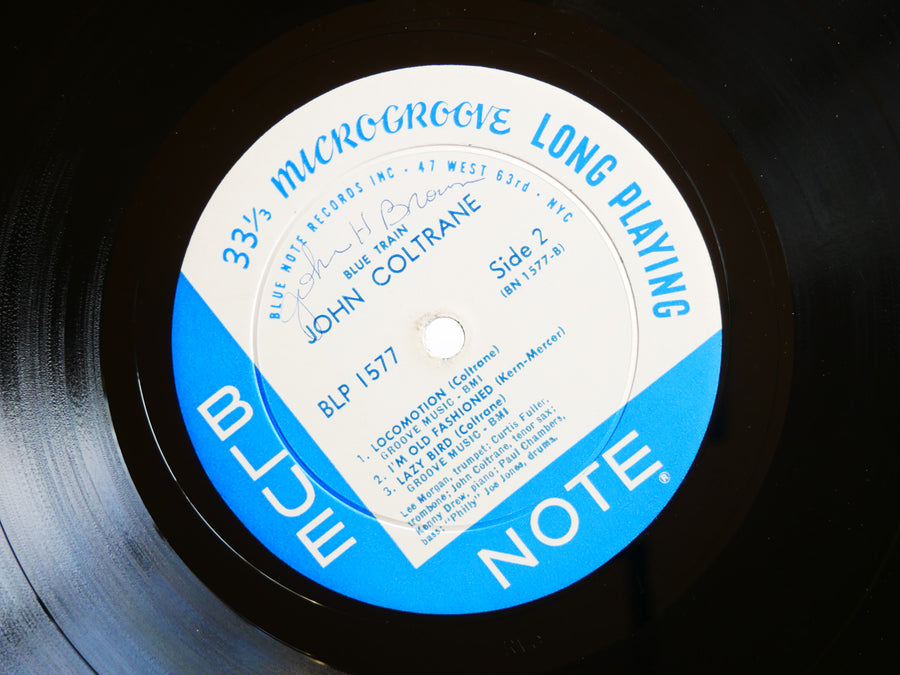 33⅓ MICROGROOVE LONG PLAYING
BLUE NOTE RECORDS INC · 47 WEST 63rd · NYC
John H Brown
BLUE TRAIN
JOHN COLTRANE
Side 2
(BN 1577-B)
BLP 1577
1. LOCOMOTION (Coltrane)
GROOVE MUSIC - BMI
2. I'M OLD FASHIONED (Kern-Mercer)
3. LAZY BIRD (Coltrane)
GROOVE MUSIC - BMI
Lee Morgan, trumpet; Curtis Fuller,
trombone; John Coltrane, tenor sax;
Kenny Drew, piano; Paul Chambers,
bass; "Philly" Joe Jones, drums.
BLUE
NOTE®